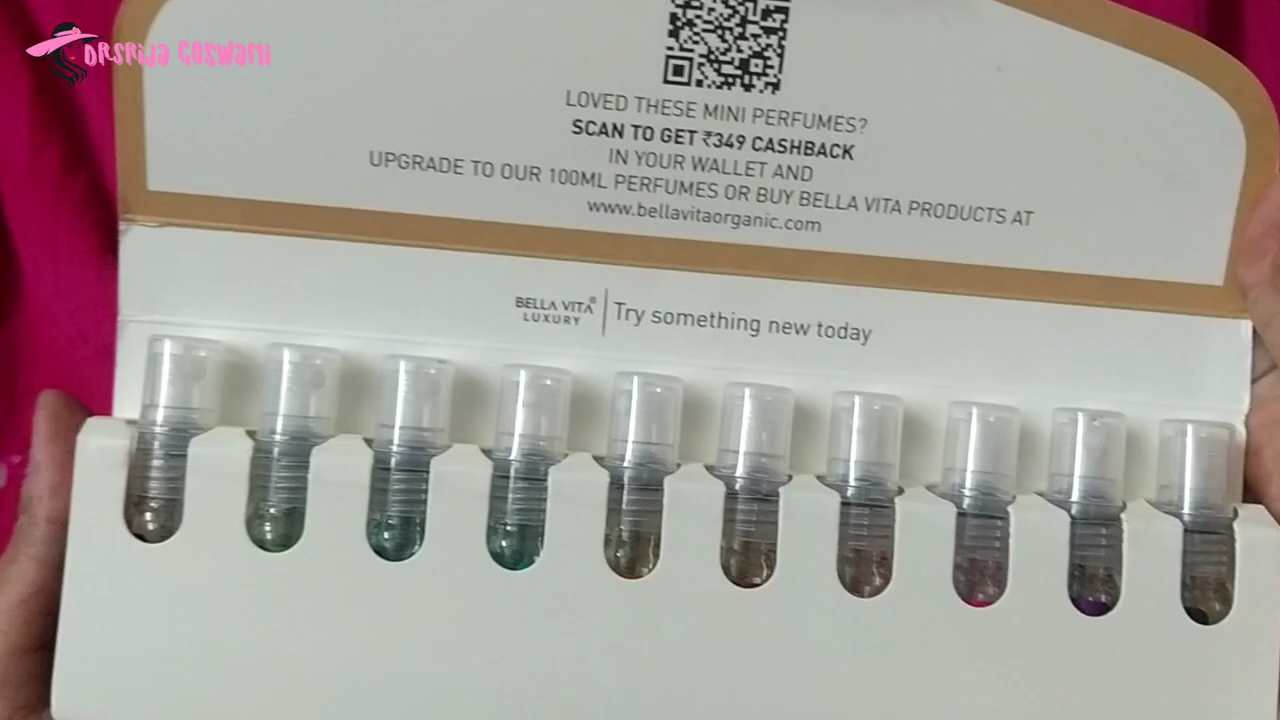 DRSRIJA GOSWAMI
LOVED THESE MINI PERFUMES?
SCAN TO GET ₹349 CASHBACK
IN YOUR WALLET AND
UPGRADE TO OUR 100ML PERFUMES OR BUY BELLA VITA PRODUCTS AT
www.bellavitaorganic.com
BELLA VITA®
LUXURY
Try something new today